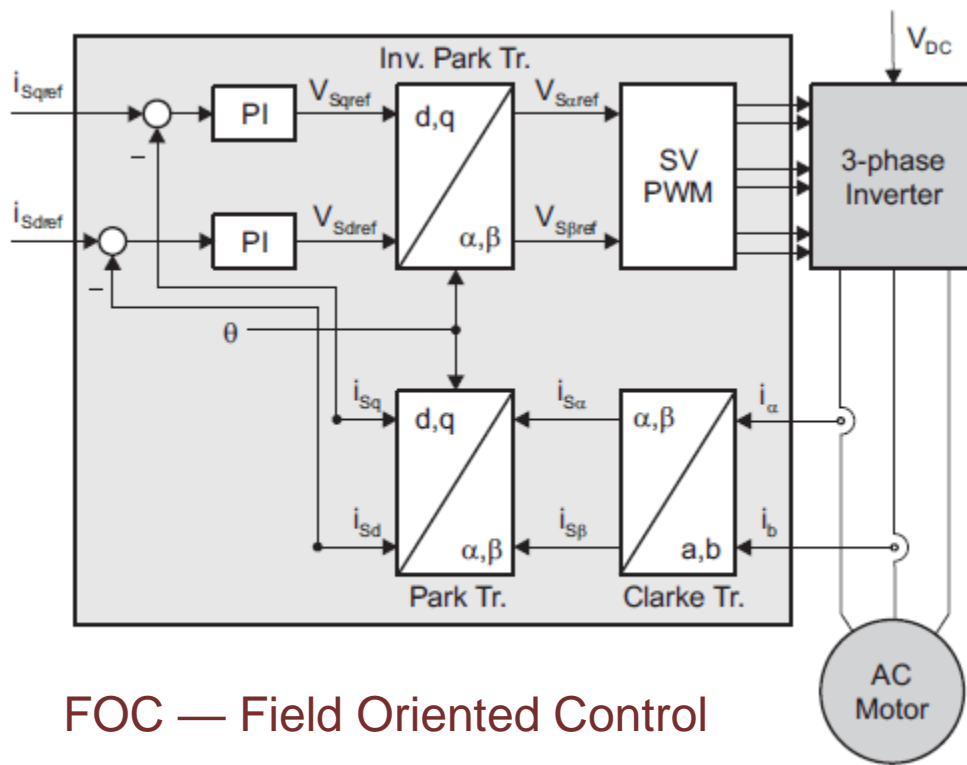 Inv. Park Tr.
V_DC
i_Sqref
PI
V_Sqref
d,q
α,β
V_Sαref
SV
PWM
3-phase
Inverter
i_Sdref
PI
V_Sdref
V_Sβref
–
–
θ
i_Sq
d,q
α,β
i_Sα
α,β
a,b
i_α
i_Sd
i_Sβ
i_b
Park Tr.
Clarke Tr.
AC
Motor
FOC — Field Oriented Control